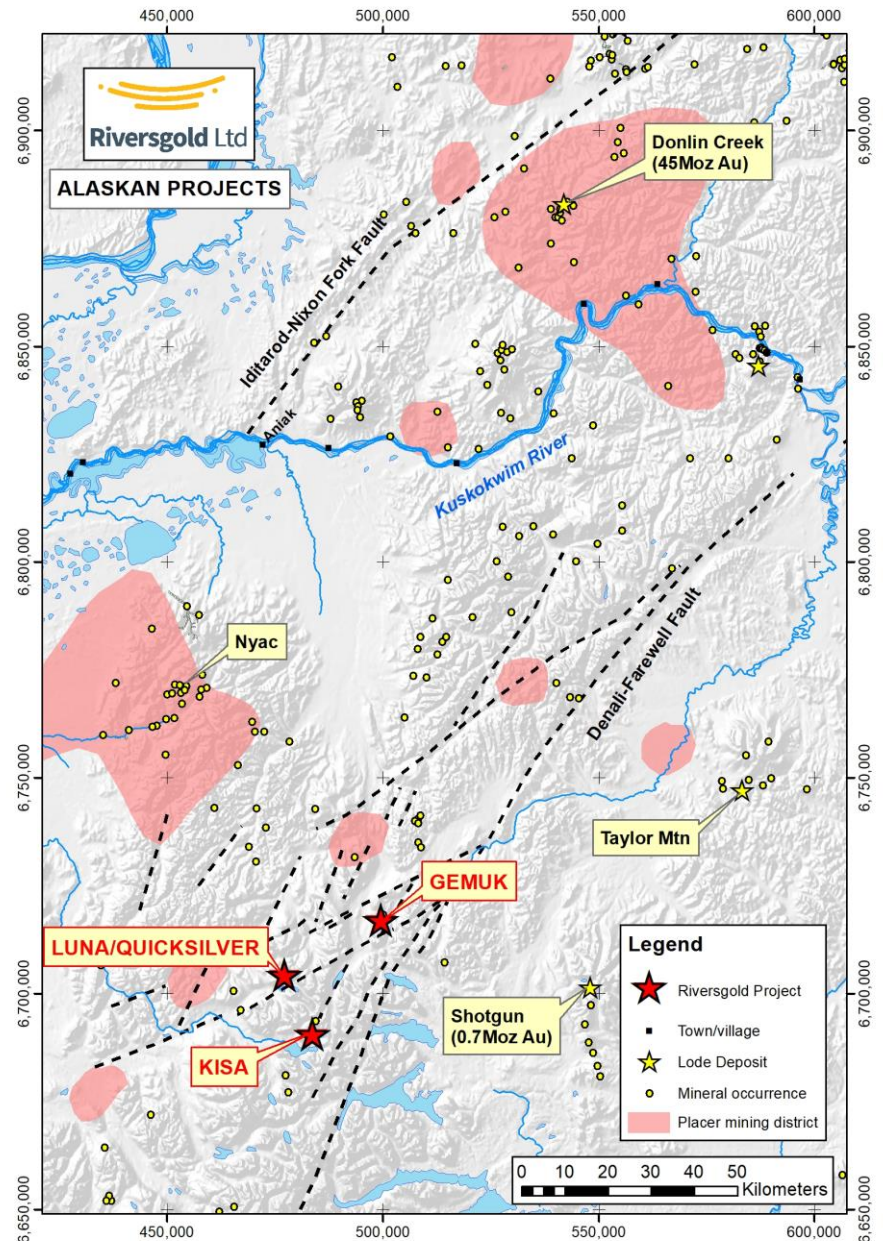 450,000
500,000
550,000
600,000
Riversgold Ltd
ALASKAN PROJECTS
6,900,000
6,900,000
Donlin Creek
(45Moz Au)
Iditarod-Nixon Fork Fault
6,850,000
6,850,000
Aniak
Kuskokwim River
6,800,000
6,800,000
Nyac
Denali-Farewell Fault
6,750,000
6,750,000
Taylor Mtn
GEMUK
LUNA/QUICKSILVER
6,700,000
6,700,000
Shotgun
(0.7Moz Au)
KISA
Legend
Riversgold Project
Town/village
Lode Deposit
Mineral occurrence
Placer mining district
0 10 20 30 40 50
Kilometers
6,650,000
6,650,000
450,000
500,000
550,000
600,000